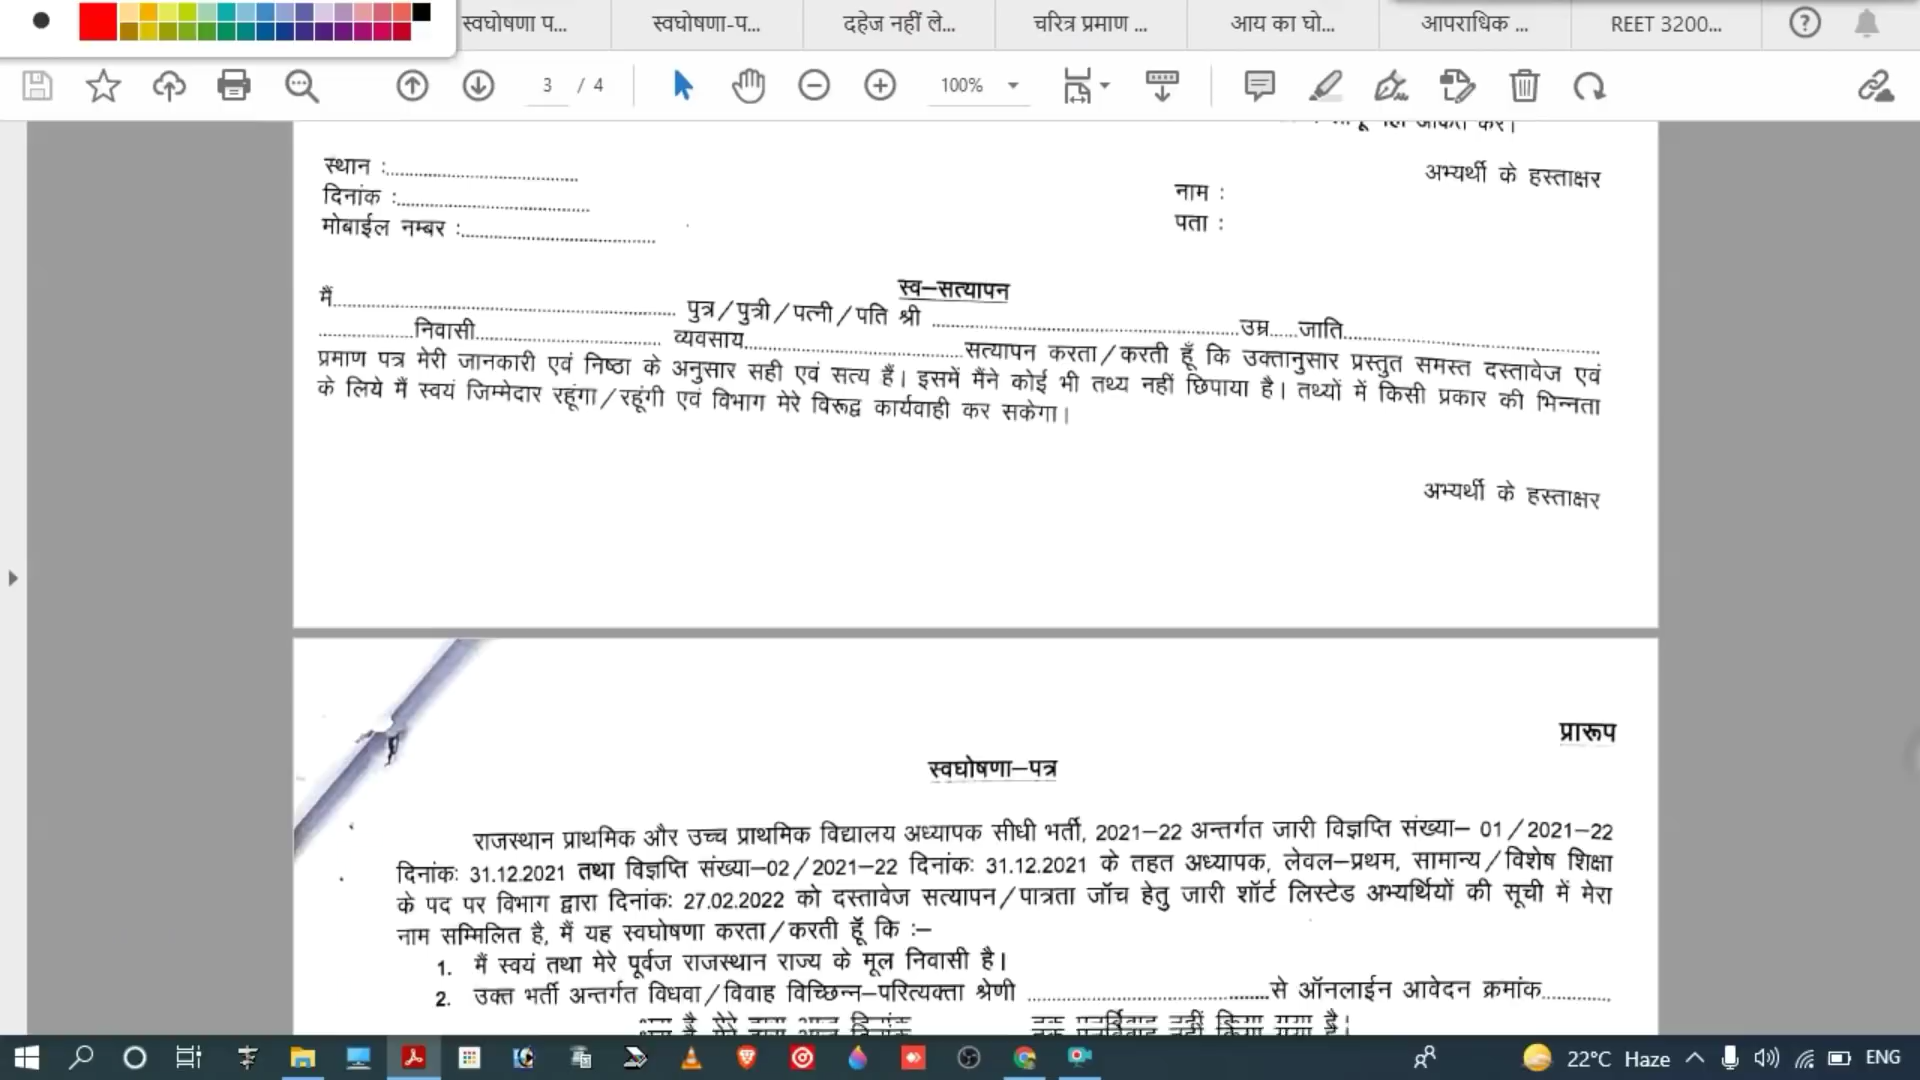 स्वघोषणा प...
स्वघोषणा-प...
दहेज नहीं ले...
चरित्र प्रमाण ...
आय का घो...
आपराधिक ...
REET 3200...
3 / 4
100%
स्थान :
अभ्यर्थी के हस्ताक्षर
दिनांक :
नाम :
मोबाईल नम्बर :
पता :
स्व–सत्यापन
मैं.......... पुत्र/पुत्री/पत्नी/पति श्री ..........उम्र.....जाति..........
..........निवासी.......... व्यवसाय..........सत्यापन करता/करती हूँ कि उक्तानुसार प्रस्तुत समस्त दस्तावेज एवं
प्रमाण पत्र मेरी जानकारी एवं निष्ठा के अनुसार सही एवं सत्य हैं। इसमें मैंने कोई भी तथ्य नहीं छिपाया है। तथ्यों में किसी प्रकार की भिन्नता
के लिये मैं स्वयं जिम्मेदार रहूंगा/रहूंगी एवं विभाग मेरे विरूद्व कार्यवाही कर सकेगा।
अभ्यर्थी के हस्ताक्षर
प्रारूप
स्वघोषणा–पत्र
राजस्थान प्राथमिक और उच्च प्राथमिक विद्यालय अध्यापक सीधी भर्ती, 2021–22 अन्तर्गत जारी विज्ञप्ति संख्या– 01/2021–22
दिनांकः 31.12.2021 तथा विज्ञप्ति संख्या–02/2021–22 दिनांकः 31.12.2021 के तहत अध्यापक, लेवल–प्रथम, सामान्य/विशेष शिक्षा
के पद पर विभाग द्वारा दिनांकः 27.02.2022 को दस्तावेज सत्यापन/पात्रता जॉच हेतु जारी शॉर्ट लिस्टेड अभ्यर्थियों की सूची में मेरा
नाम सम्मिलित है, मैं यह स्वघोषणा करता/करती हूँ कि :–
1. मैं स्वयं तथा मेरे पूर्वज राजस्थान राज्य के मूल निवासी है।
2. उक्त भर्ती अन्तर्गत विधवा/विवाह विच्छिन्न–परित्यक्ता श्रेणी ..........से ऑनलाईन आवेदन क्रमांक..........
22°C Haze
ENG